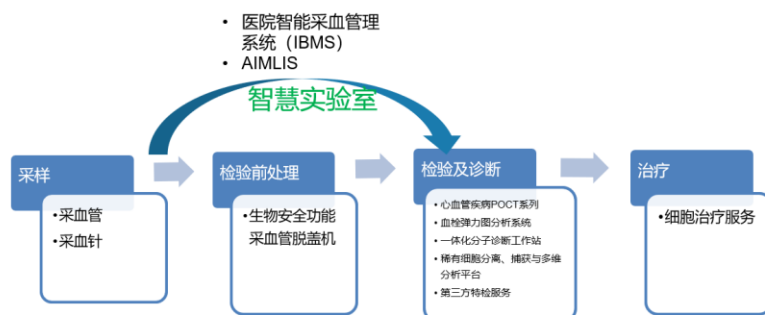 • 医院智能采血管理
系统（IBMS）
• AIMLIS
智慧实验室
采样
•采血管
•采血针
检验前处理
•生物安全功能
采血管脱盖机
检验及诊断
•心血管疾病POCT系列
•血栓弹力图分析系统
•一体化分子诊断工作站
•稀有细胞分离、捕获与多维
分析平台
•第三方特检服务
治疗
•细胞治疗服务